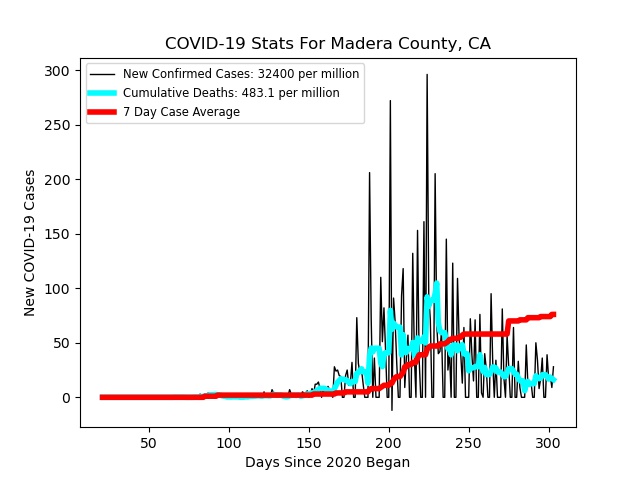 COVID-19 Stats For Madera County, CA
New Confirmed Cases: 32400 per million
Cumulative Deaths: 483.1 per million
7 Day Case Average
New COVID-19 Cases
300
250
200
150
100
50
0
50 100 150 200 250 300
Days Since 2020 Began